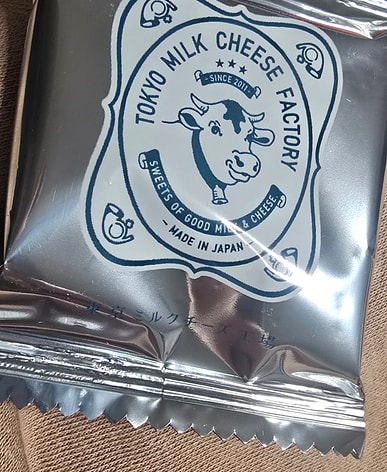 TOKYO MILK CHEESE FACTORY
- SINCE 2011 -
SWEETS OF GOOD MILK & CHEESE
- MADE IN JAPAN -
東京ミルクチーズ工場